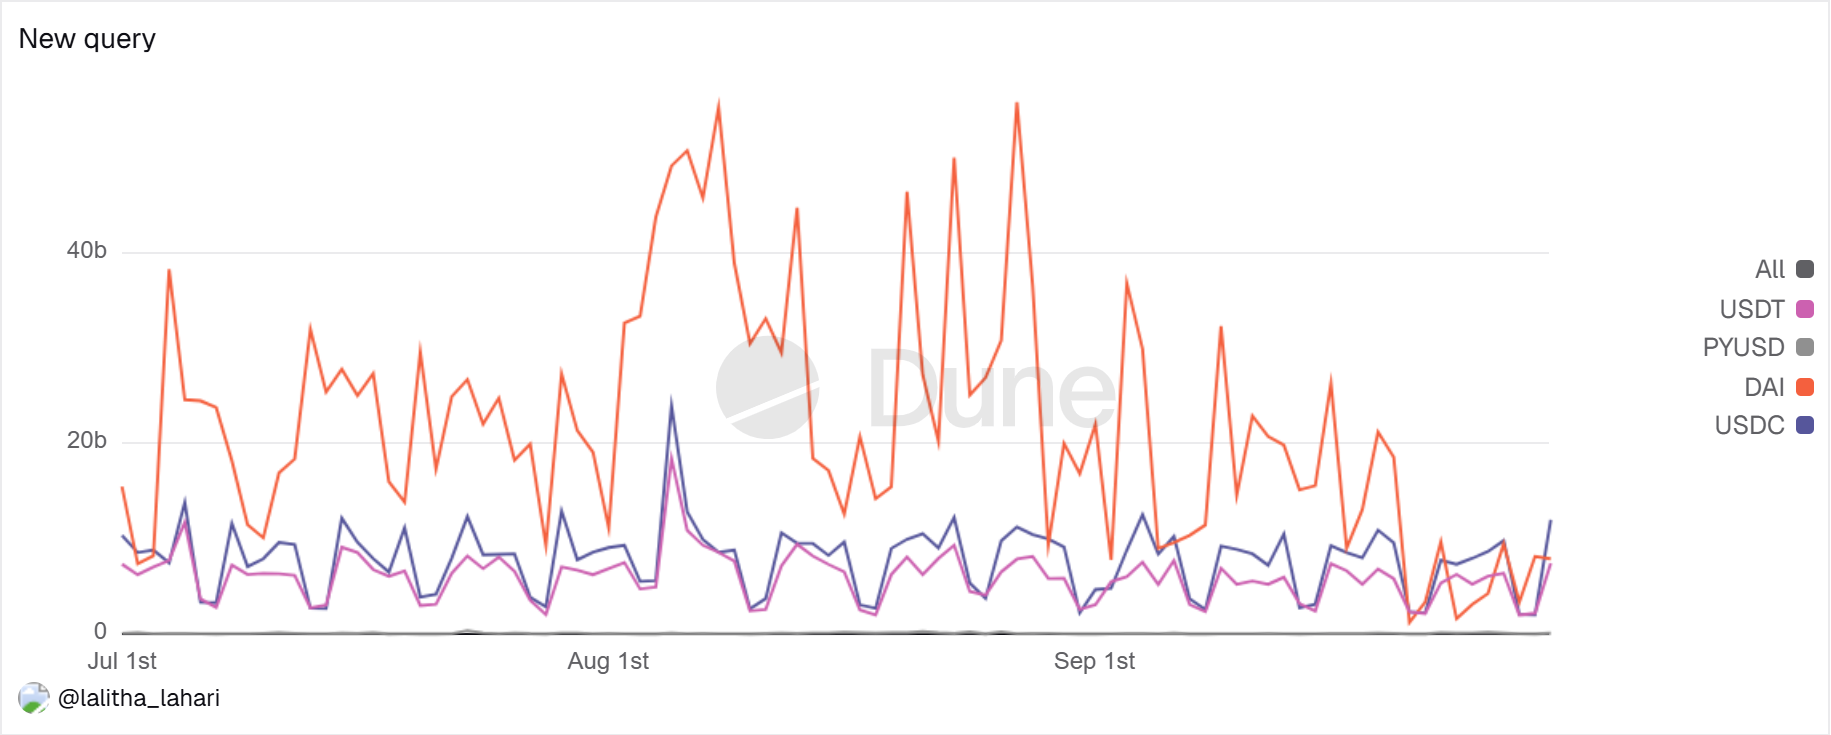 New query
40b
20b
0
Jul 1st
Aug 1st
Sep 1st
Dune
All
USDT
PYUSD
DAI
USDC
@lalitha_lahari